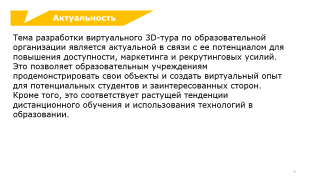 Актуальность
Тема разработки виртуального 3D-тура по образовательной
организации является актуальной в связи с ее потенциалом для
повышения доступности, маркетинга и рекрутинговых усилий.
Это позволяет образовательным учреждениям
продемонстрировать свои объекты и создать виртуальный опыт
для потенциальных студентов и заинтересованных сторон.
Кроме того, это соответствует растущей тенденции
дистанционного обучения и использования технологий в
образовании.